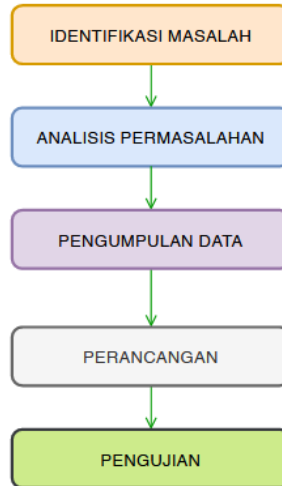 IDENTIFIKASI MASALAH
ANALISIS PERMASALAHAN
PENGUMPULAN DATA
PERANCANGAN
PENGUJIAN